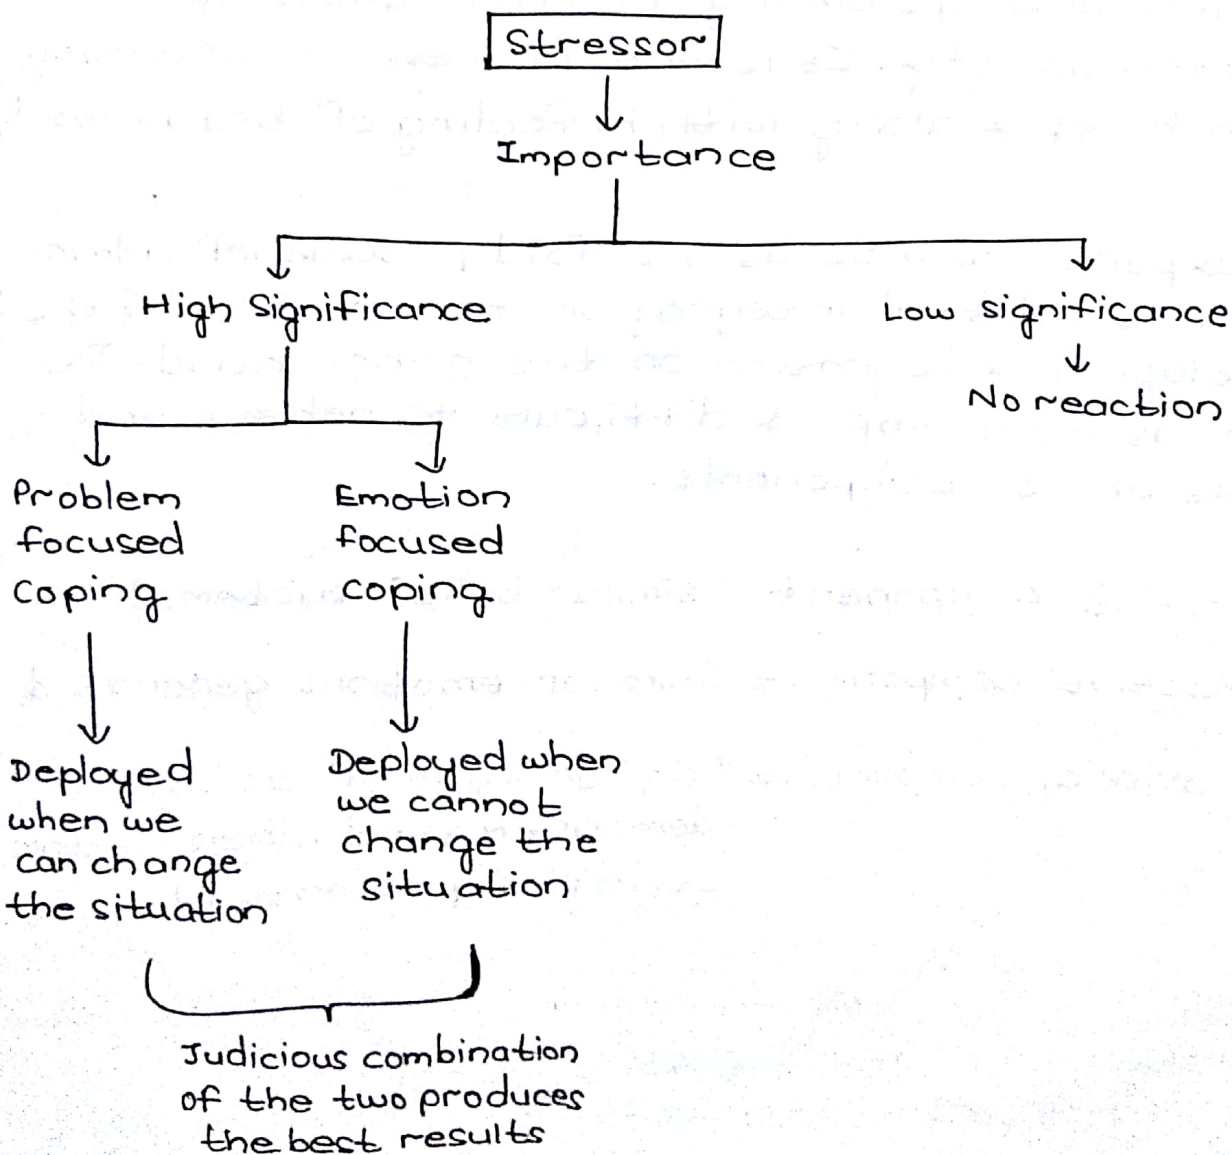 Stressor
Importance
High Significance
Low significance
No reaction
Problem
focused
coping
Emotion
focused
coping
Deployed
when we
can change
the situation
Deployed when
we cannot
change the
situation
Judicious combination
of the two produces
the best results